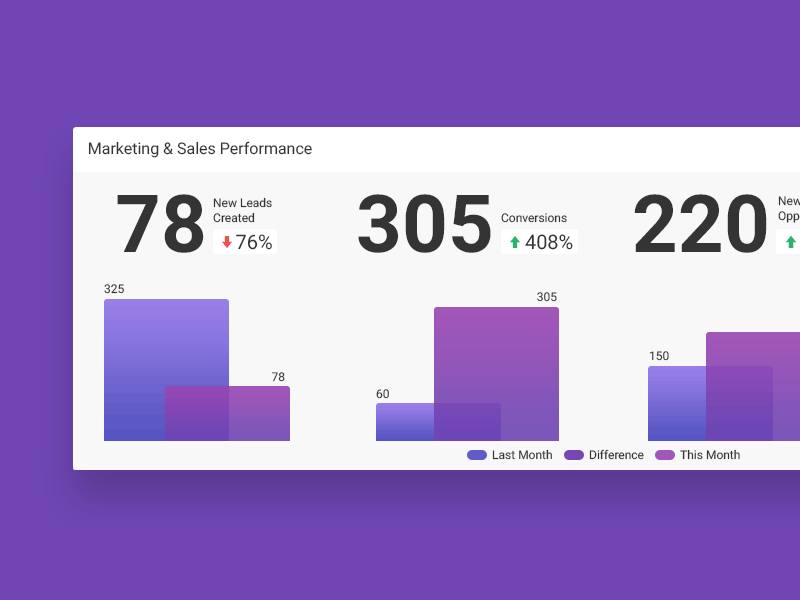 Marketing & Sales Performance
78
New Leads
Created
76%
305
Conversions
408%
220
New
325
78
60
305
150
Last Month
Difference
This Month